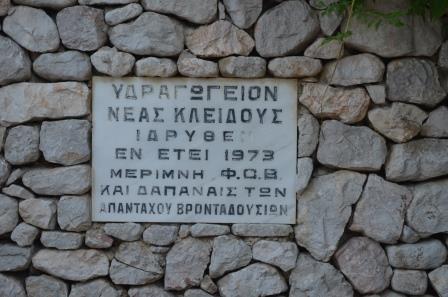 ΥΔΡΑΓΩΓΕΙΟΝ
ΝΕΑΣ ΚΛΕΙΔΟΥΣ
ΙΔΡΥΘΕΝ
ΕΝ ΕΤΕΙ 1973
ΜΕΡΙΜΝΗ Φ.Ο.Β.
ΚΑΙ ΔΑΠΑΝΑΙΣ ΤΩΝ
ΑΠΑΝΤΑΧΟΥ ΒΡΟΝΤΑΔΟΥΣΙΩΝ